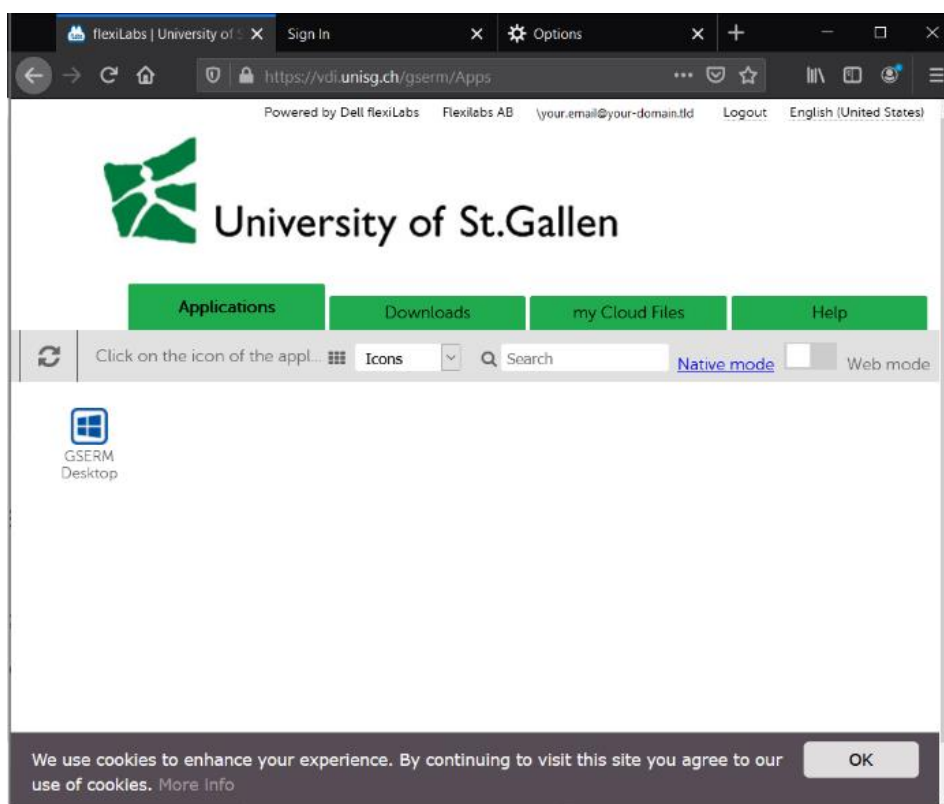 flexiLabs | University of S
Sign In
Options
https://vdi.unisg.ch/gserm/Apps
Powered by Dell flexiLabs Flexilabs AB \your.email@your-domain.tld Logout English (United States)
University of St.Gallen
Applications Downloads my Cloud Files Help
Click on the icon of the appl... Icons Search Native mode Web mode
GSERM
Desktop
We use cookies to enhance your experience. By continuing to visit this site you agree to our
use of cookies. More info
OK